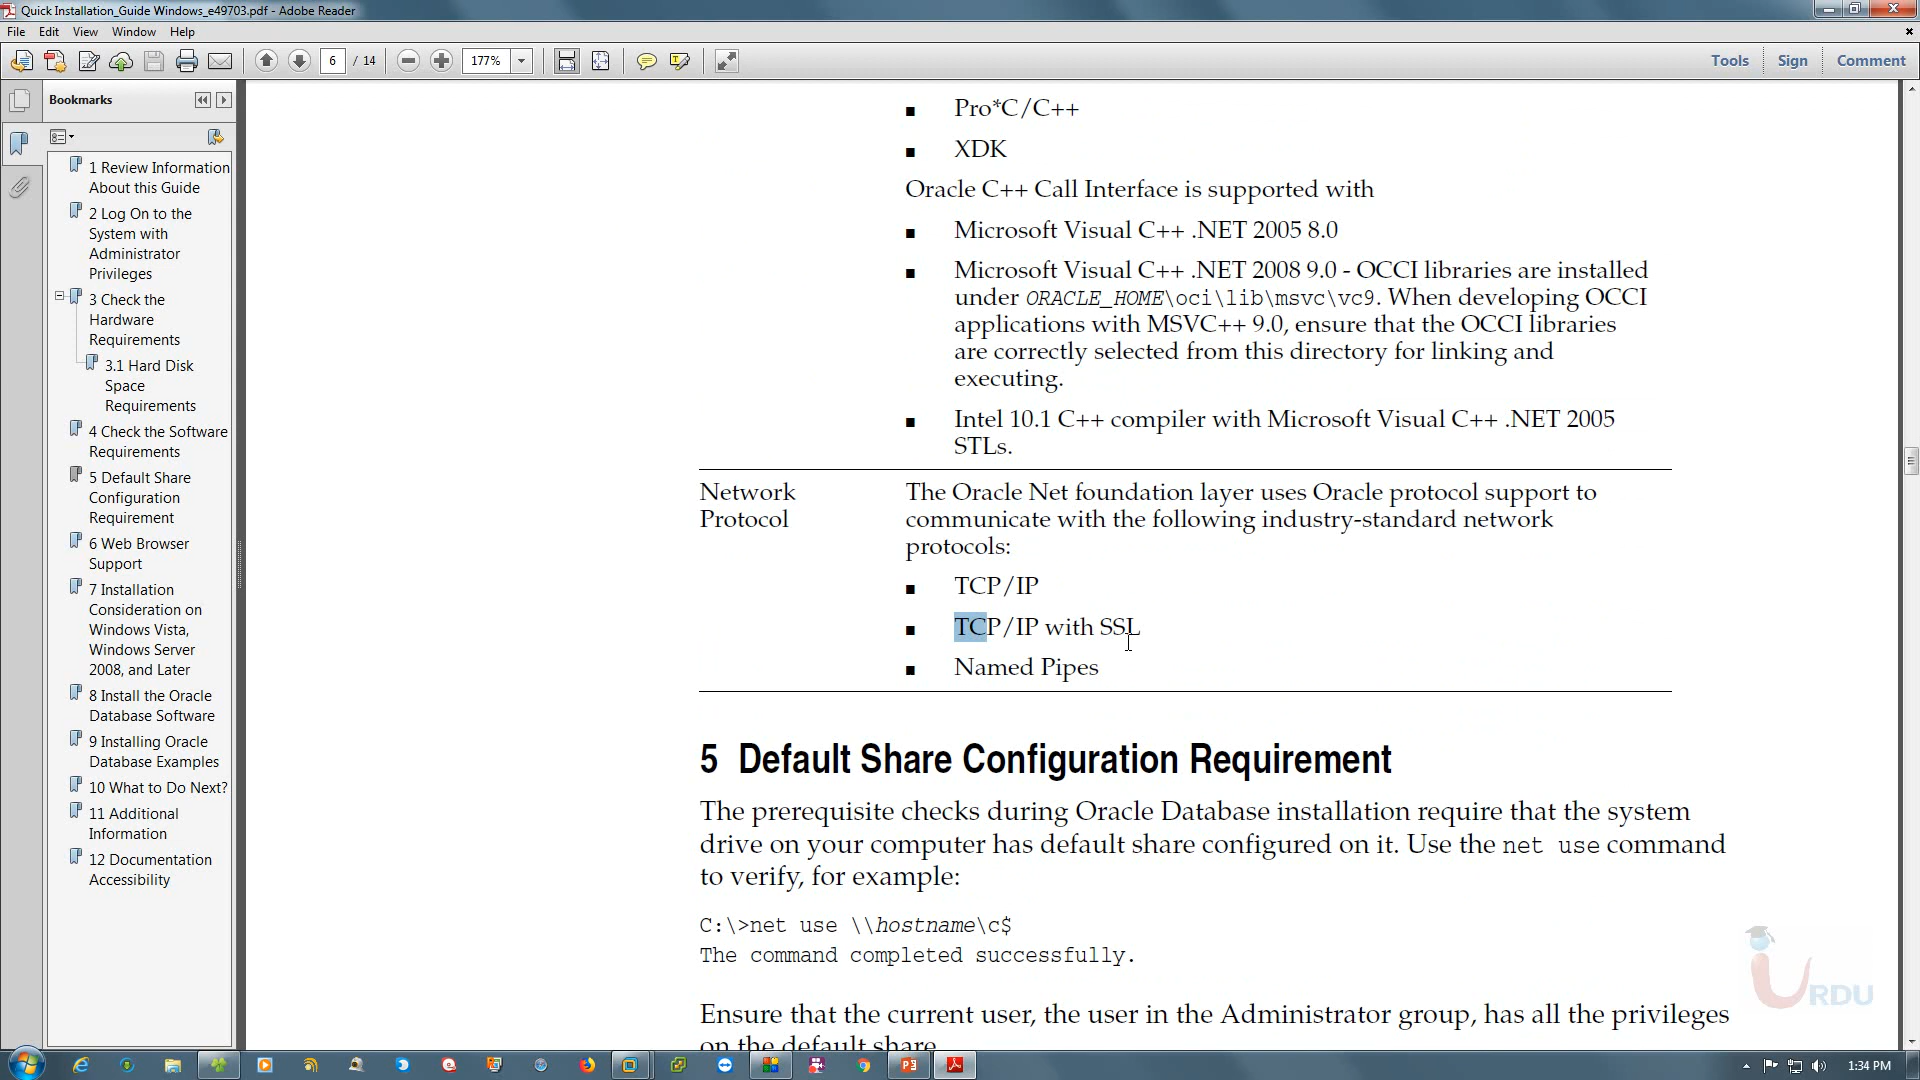 Quick Installation_Guide Windows_e49703.pdf - Adobe Reader
File Edit View Window Help
6 / 14 177% Tools Sign Comment
Bookmarks
1 Review Information
About this Guide
2 Log On to the
System with
Administrator
Privileges
3 Check the
Hardware
Requirements
3.1 Hard Disk
Space
Requirements
4 Check the Software
Requirements
5 Default Share
Configuration
Requirement
6 Web Browser
Support
7 Installation
Consideration on
Windows Vista,
Windows Server
2008, and Later
8 Install the Oracle
Database Software
9 Installing Oracle
Database Examples
10 What to Do Next?
11 Additional
Information
12 Documentation
Accessibility
■ Pro*C/C++
■ XDK
Oracle C++ Call Interface is supported with
■ Microsoft Visual C++ .NET 2005 8.0
■ Microsoft Visual C++ .NET 2008 9.0 - OCCI libraries are installed
under ORACLE_HOME\oci\lib\msvc\vc9. When developing OCCI
applications with MSVC++ 9.0, ensure that the OCCI libraries
are correctly selected from this directory for linking and
executing.
■ Intel 10.1 C++ compiler with Microsoft Visual C++ .NET 2005
STLs.
Network
Protocol
The Oracle Net foundation layer uses Oracle protocol support to
communicate with the following industry-standard network
protocols:
■ TCP/IP
■ TCP/IP with SSL
■ Named Pipes
5 Default Share Configuration Requirement
The prerequisite checks during Oracle Database installation require that the system
drive on your computer has default share configured on it. Use the net use command
to verify, for example:
C:\>net use \\hostname\c$
The command completed successfully.
Ensure that the current user, the user in the Administrator group, has all the privileges
on the default share.
iURDU
1:34 PM